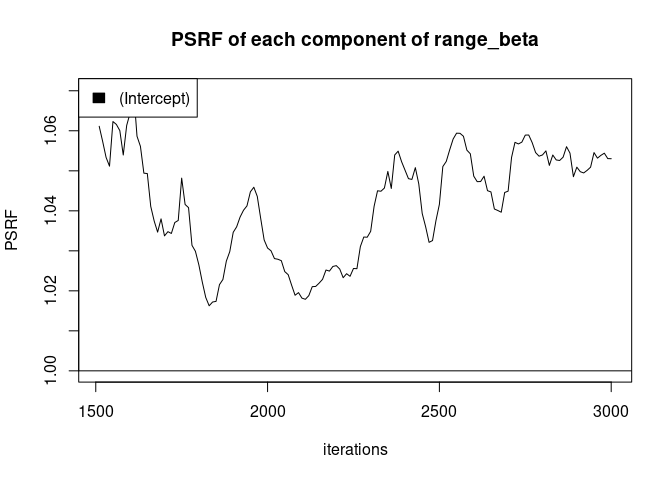 PSRF of each component of range_beta
(Intercept)
PSRF
1.06
1.04
1.02
1.00
1500 2000 2500 3000
iterations